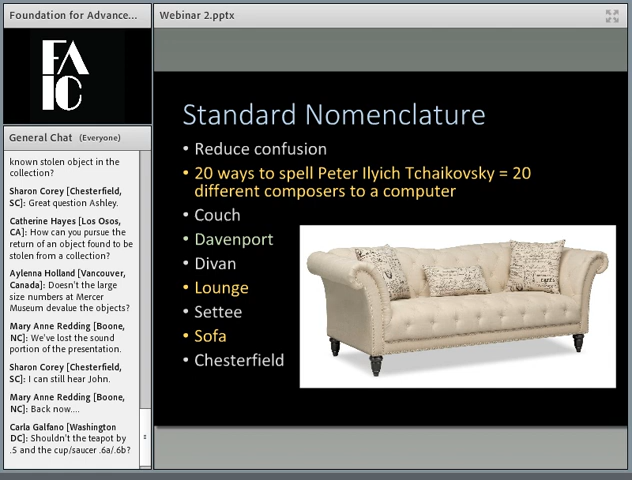 Foundation for Advance...
FA
IC
General Chat (Everyone)
known stolen object in the
collection?
Sharon Corey [Chesterfield,
SC]: Great question Ashley.
Catherine Hayes [Los Osos,
CA]: How can you pursue the
return of an object found to be
stolen from a collection?
Aylenna Holland [Vancouver,
Canada]: Doesn't the large
size numbers at Mercer
Museum devalue the objects?
Mary Anne Redding [Boone,
NC]: We've lost the sound
portion of the presentation.
Sharon Corey [Chesterfield,
SC]: I can still hear John.
Mary Anne Redding [Boone,
NC]: Back now....
Carla Galfano [Washington
DC]: Shouldn't the teapot by
.5 and the cup/saucer .6a/.6b?
Webinar 2.pptx
Standard Nomenclature
• Reduce confusion
• 20 ways to spell Peter Ilyich Tchaikovsky = 20
different composers to a computer
• Couch
• Davenport
• Divan
• Lounge
• Settee
• Sofa
• Chesterfield